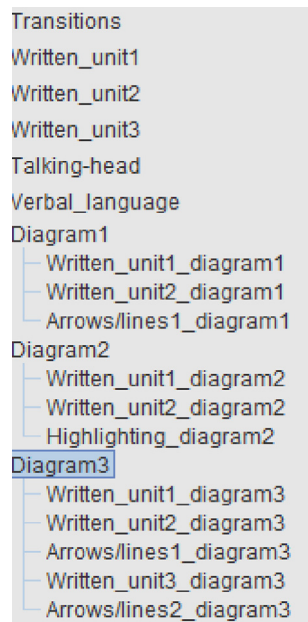 Transitions
Written_unit1
Written_unit2
Written_unit3
Talking-head
Verbal_language
Diagram1
Written_unit1_diagram1
Written_unit2_diagram1
Arrows/lines1_diagram1
Diagram2
Written_unit1_diagram2
Written_unit2_diagram2
Highlighting_diagram2
Diagram3
Written_unit1_diagram3
Written_unit2_diagram3
Arrows/lines1_diagram3
Written_unit3_diagram3
Arrows/lines2_diagram3